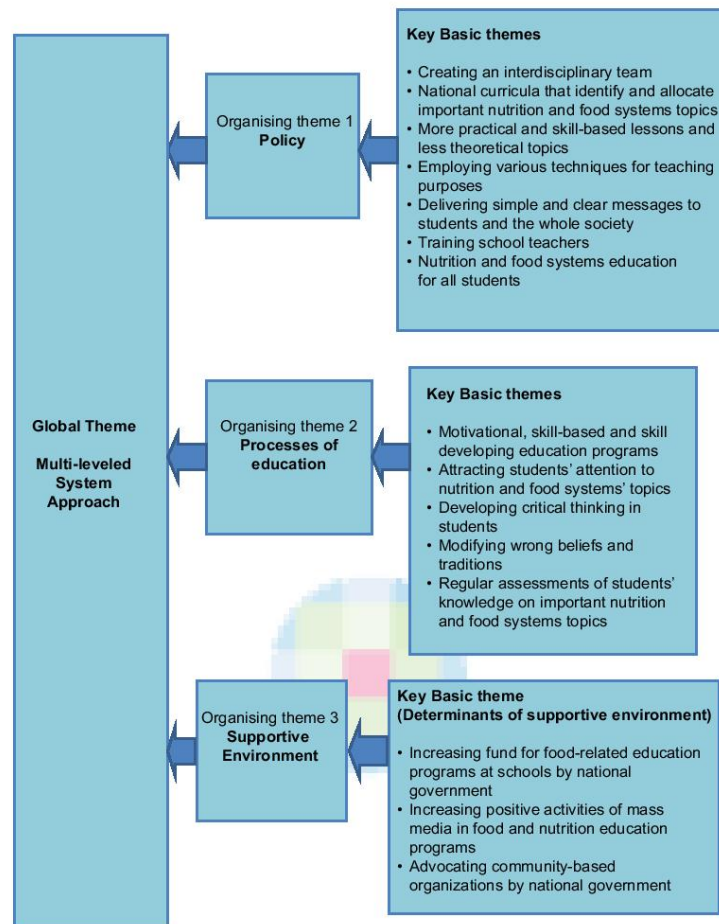 Global Theme
Multi-leveled
System
Approach
Organising theme 1
Policy
Key Basic themes
• Creating an interdisciplinary team
• National curricula that identify and allocate
important nutrition and food systems topics
• More practical and skill-based lessons and
less theoretical topics
• Employing various techniques for teaching
purposes
• Delivering simple and clear messages to
students and the whole society
• Training school teachers
• Nutrition and food systems education
for all students
Organising theme 2
Processes of
education
Key Basic themes
• Motivational, skill-based and skill
developing education programs
• Attracting students’ attention to
nutrition and food systems’ topics
• Developing critical thinking in
students
• Modifying wrong beliefs and
traditions
• Regular assessments of students’
knowledge on important nutrition
and food systems topics
Organising theme 3
Supportive
Environment
Key Basic theme
(Determinants of supportive environment)
• Increasing fund for food-related education
programs at schools by national
government
• Increasing positive activities of mass
media in food and nutrition education
programs
• Advocating community-based
organizations by national government